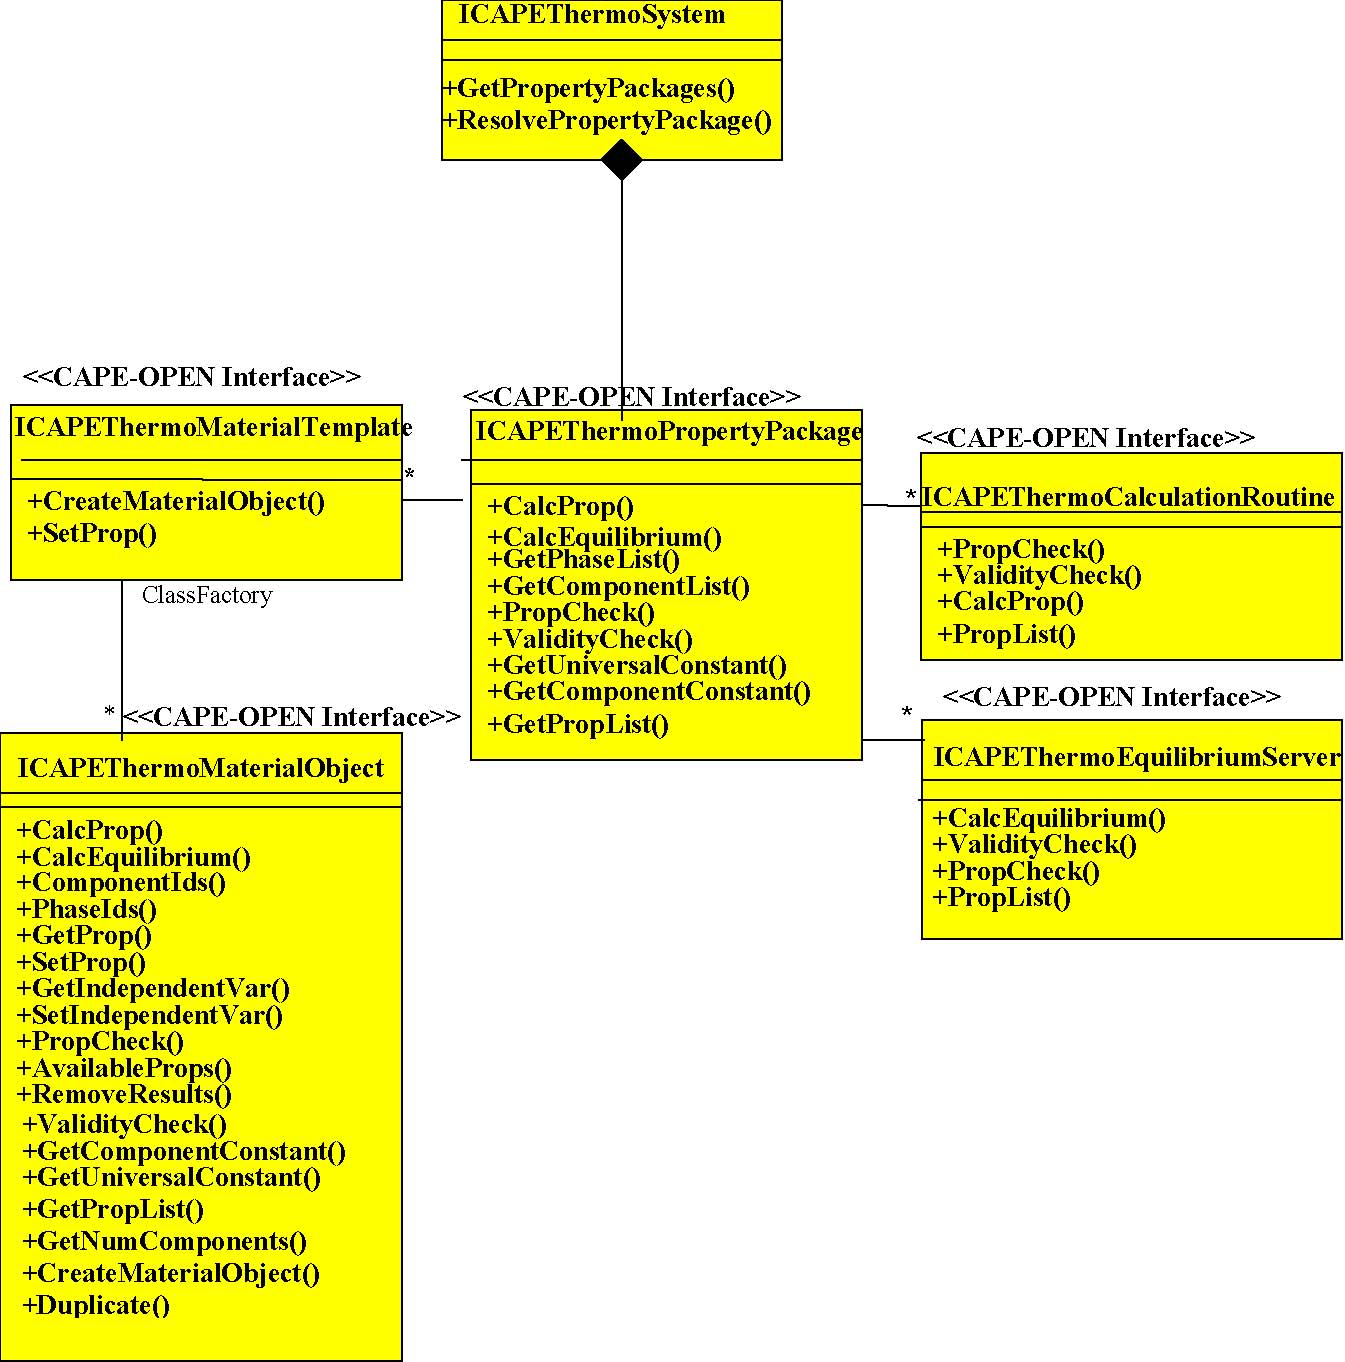 ICAPEThermoSystem
+GetPropertyPackages()
+ResolvePropertyPackage()
<<CAPE-OPEN Interface>>
ICAPEThermoMaterialTemplate
*
+CreateMaterialObject()
+SetProp()
ClassFactory
<<CAPE-OPEN Interface>>
ICAPEThermoPropertyPackage
+CalcProp()
+CalcEquilibrium()
+GetPhaseList()
+GetComponentList()
+PropCheck()
+ValidityCheck()
+GetUniversalConstant()
+GetComponentConstant()
+GetPropList()
<<CAPE-OPEN Interface>>
*
ICAPEThermoCalculationRoutine
+PropCheck()
+ValidityCheck()
+CalcProp()
+PropList()
<<CAPE-OPEN Interface>>
*
ICAPEThermoEquilibriumServer
+CalcEquilibrium()
+ValidityCheck()
+PropCheck()
+PropList()
* <<CAPE-OPEN Interface>>
ICAPEThermoMaterialObject
+CalcProp()
+CalcEquilibrium()
+ComponentIds()
+PhaseIds()
+GetProp()
+SetProp()
+GetIndependentVar()
+SetIndependentVar()
+PropCheck()
+AvailableProps()
+RemoveResults()
+ValidityCheck()
+GetComponentConstant()
+GetUniversalConstant()
+GetPropList()
+GetNumComponents()
+CreateMaterialObject()
+Duplicate()